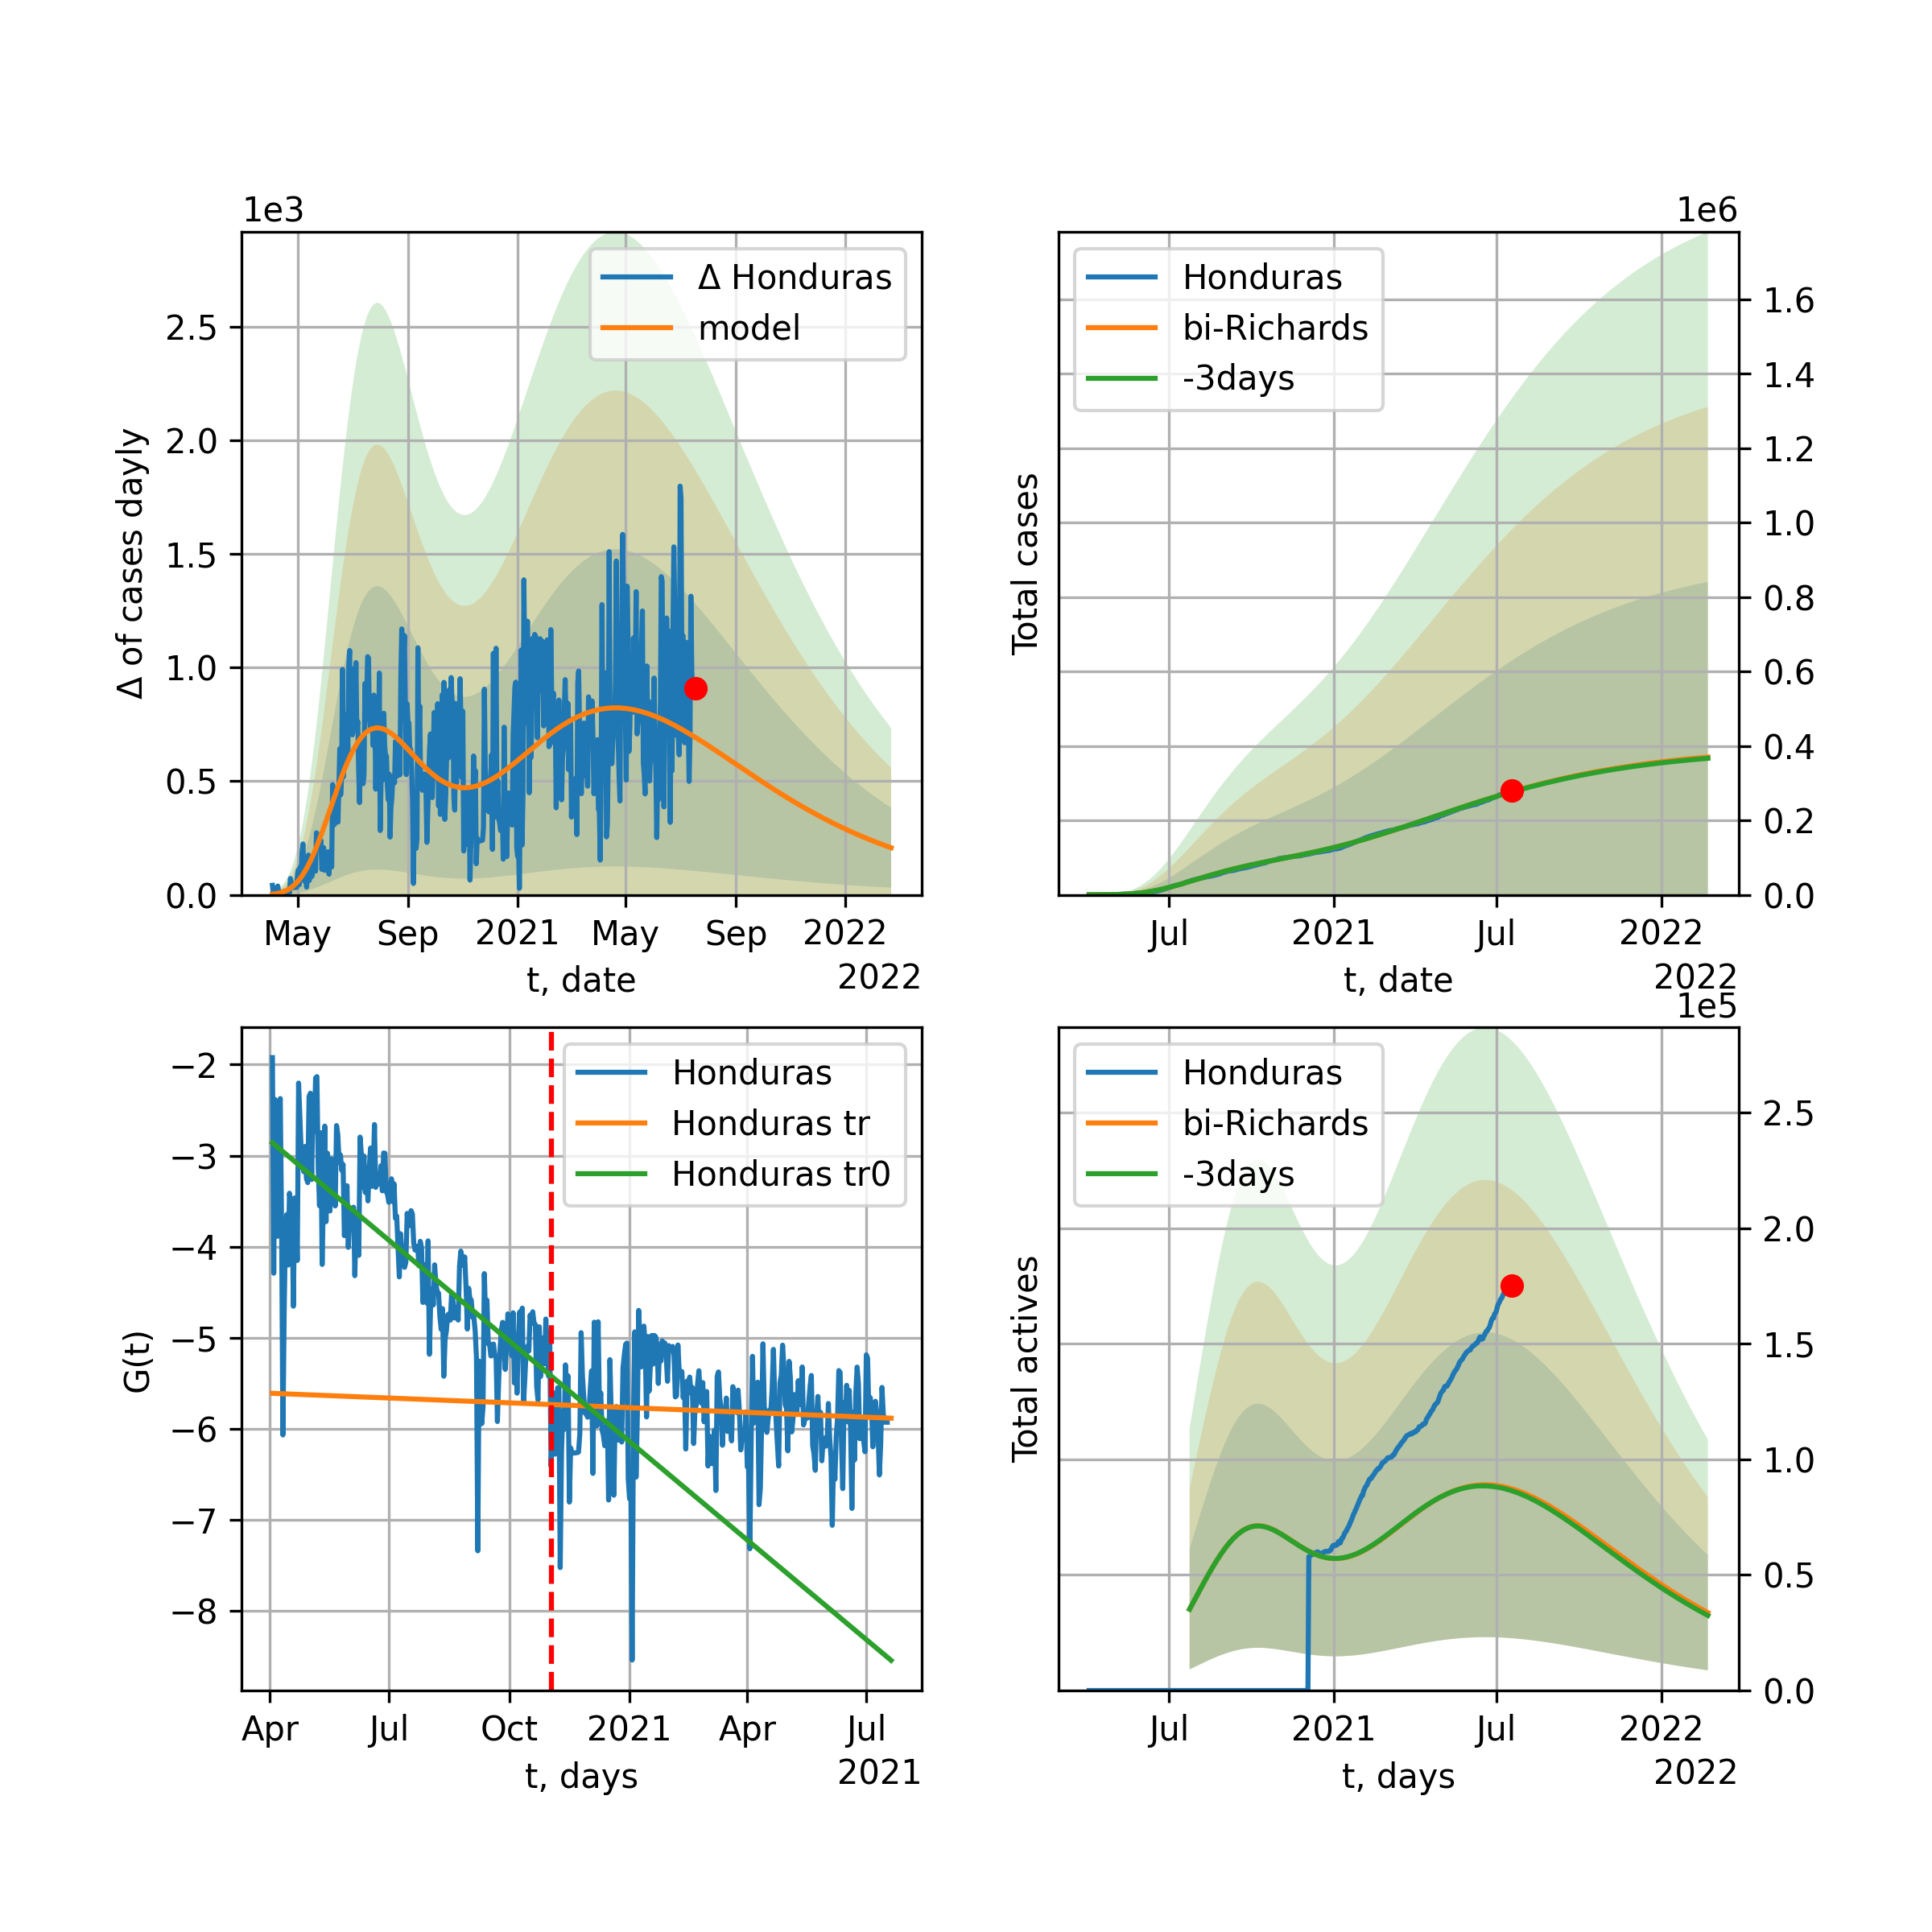 1e3
Δ of cases dayly
2.5
2.0
1.5
1.0
0.5
0.0
Δ Honduras
model
May Sep 2021 May Sep 2022
t, date
2022
1e6
Total cases
Honduras
bi-Richards
-3days
1.6
1.4
1.2
1.0
0.8
0.6
0.4
0.2
0.0
Jul 2021 Jul 2022
t, date
2022
G(t)
−2
−3
−4
−5
−6
−7
−8
Honduras
Honduras tr
Honduras tr0
Apr Jul Oct 2021 Apr Jul
t, days
2021
1e5
Total actives
Honduras
bi-Richards
-3days
2.5
2.0
1.5
1.0
0.5
0.0
Jul 2021 Jul 2022
t, days
2022